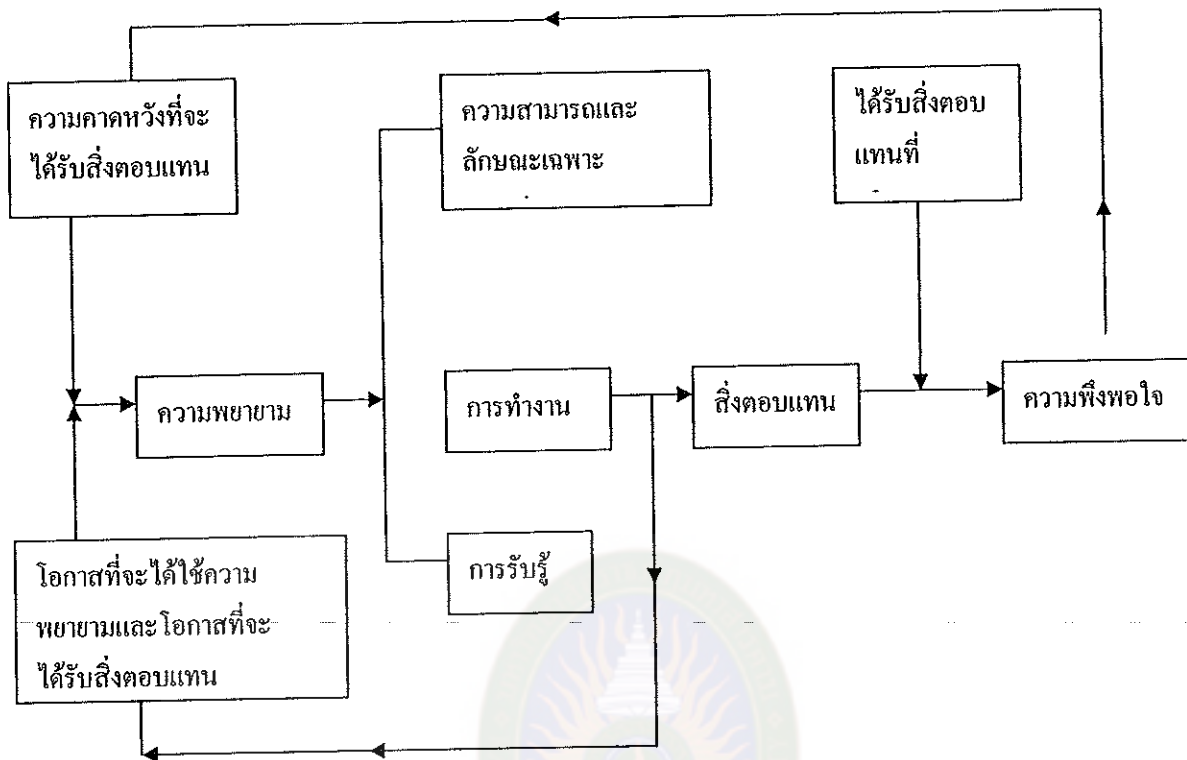 ความคาดหวังที่จะ
ได้รับสิ่งตอบแทน
ความสามารถและ
ลักษณะเฉพาะ
ได้รับสิ่งตอบ
แทนที่
ความพยายาม
การทำงาน
สิ่งตอบแทน
ความพึงพอใจ
การรับรู้
โอกาสที่จะได้ใช้ความ
พยายามและโอกาสที่จะ
ได้รับสิ่งตอบแทน